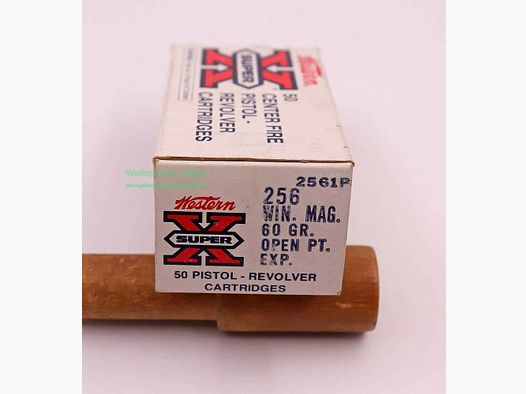 Western
SUPER X
50
CENTER FIRE
PISTOL -
REVOLVER
CARTRIDGES
2561P
Western
SUPER X
256
WIN. MAG.
60 GR.
OPEN PT.
EXP.
50 PISTOL - REVOLVER
CARTRIDGES